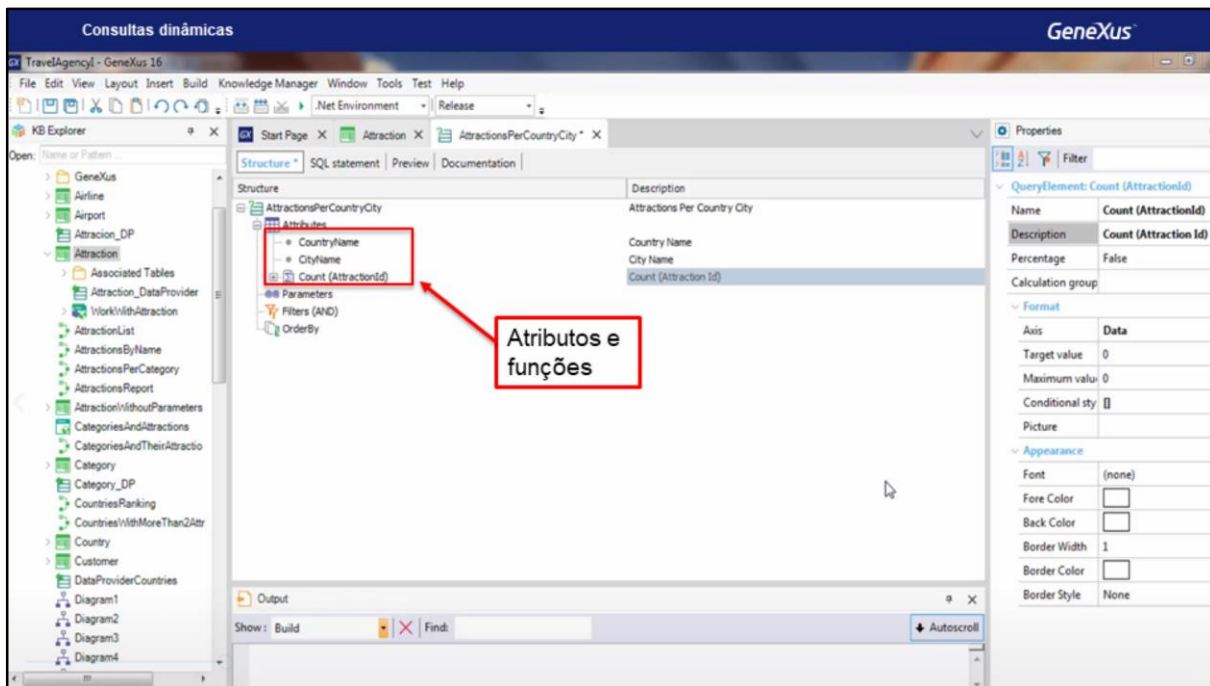 Consultas dinâmicas
GeneXus
TravelAgencyI - GeneXus 16
File Edit View Layout Insert Build Knowledge Manager Window Tools Test Help
.Net Environment Release
KB Explorer
Open: Name or Pattern ...
GeneXus
Airline
Airport
Attracion_DP
Attraction
Associated Tables
Attraction_DataProvider
WorkWithAttraction
AttractionList
AttractionsByName
AttractionsPerCategory
AttractionsReport
AttractionWithoutParameters
CategoriesAndAttractions
CategoriesAndTheirAttractio
Category
Category_DP
CountriesRanking
CountriesWithMoreThan2Attr
Country
Customer
DataProviderCountries
Diagram1
Diagram2
Diagram3
Diagram4
Start Page X Attraction X AttractionsPerCountryCity * X
Structure * SQL statement Preview Documentation
Structure Description
AttractionsPerCountryCity Attractions Per Country City
Attributes
CountryName Country Name
CityName City Name
Count (AttractionId) Count (Attraction Id)
Parameters
Filters (AND)
OrderBy
Atributos e
funções
Output
Show: Build Find: Autoscroll
Properties
Filter
QueryElement: Count (AttractionId)
Name Count (AttractionId)
Description Count (Attraction Id)
Percentage False
Calculation group
Format
Axis Data
Target value 0
Maximum valu 0
Conditional sty []
Picture
Appearance
Font (none)
Fore Color
Back Color
Border Width 1
Border Color
Border Style None